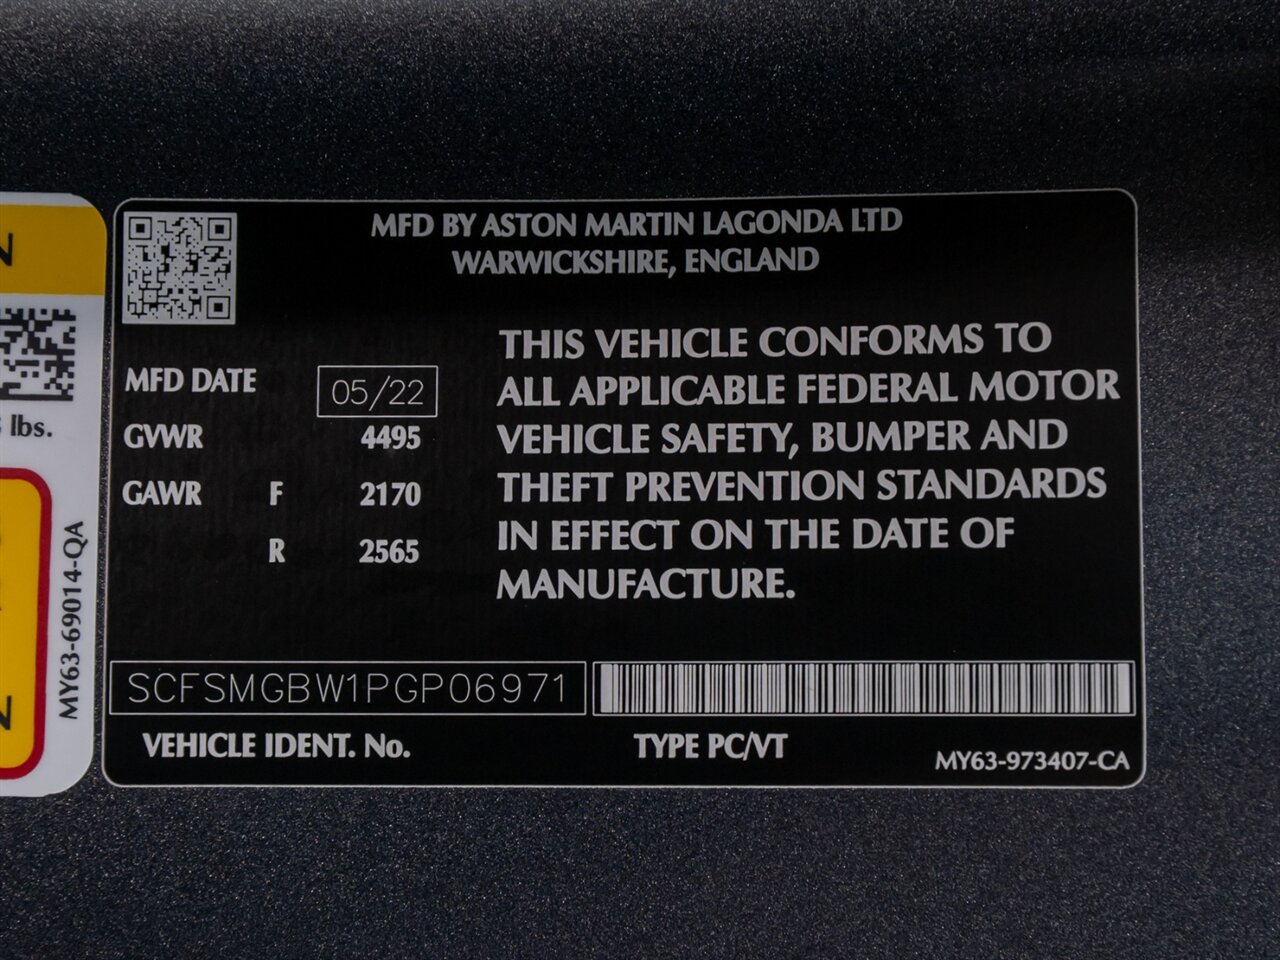 MFD BY ASTON MARTIN LAGONDA LTD
WARWICKSHIRE, ENGLAND
MFD DATE 05/22
GVWR 4495
GAWR F 2170
R 2565
THIS VEHICLE CONFORMS TO
ALL APPLICABLE FEDERAL MOTOR
VEHICLE SAFETY, BUMPER AND
THEFT PREVENTION STANDARDS
IN EFFECT ON THE DATE OF
MANUFACTURE.
SCFSMGBW1PGP06971
VEHICLE IDENT. No.
TYPE PC/VT
MY63-973407-CA
lbs.
MY63-69014-QA
N
N